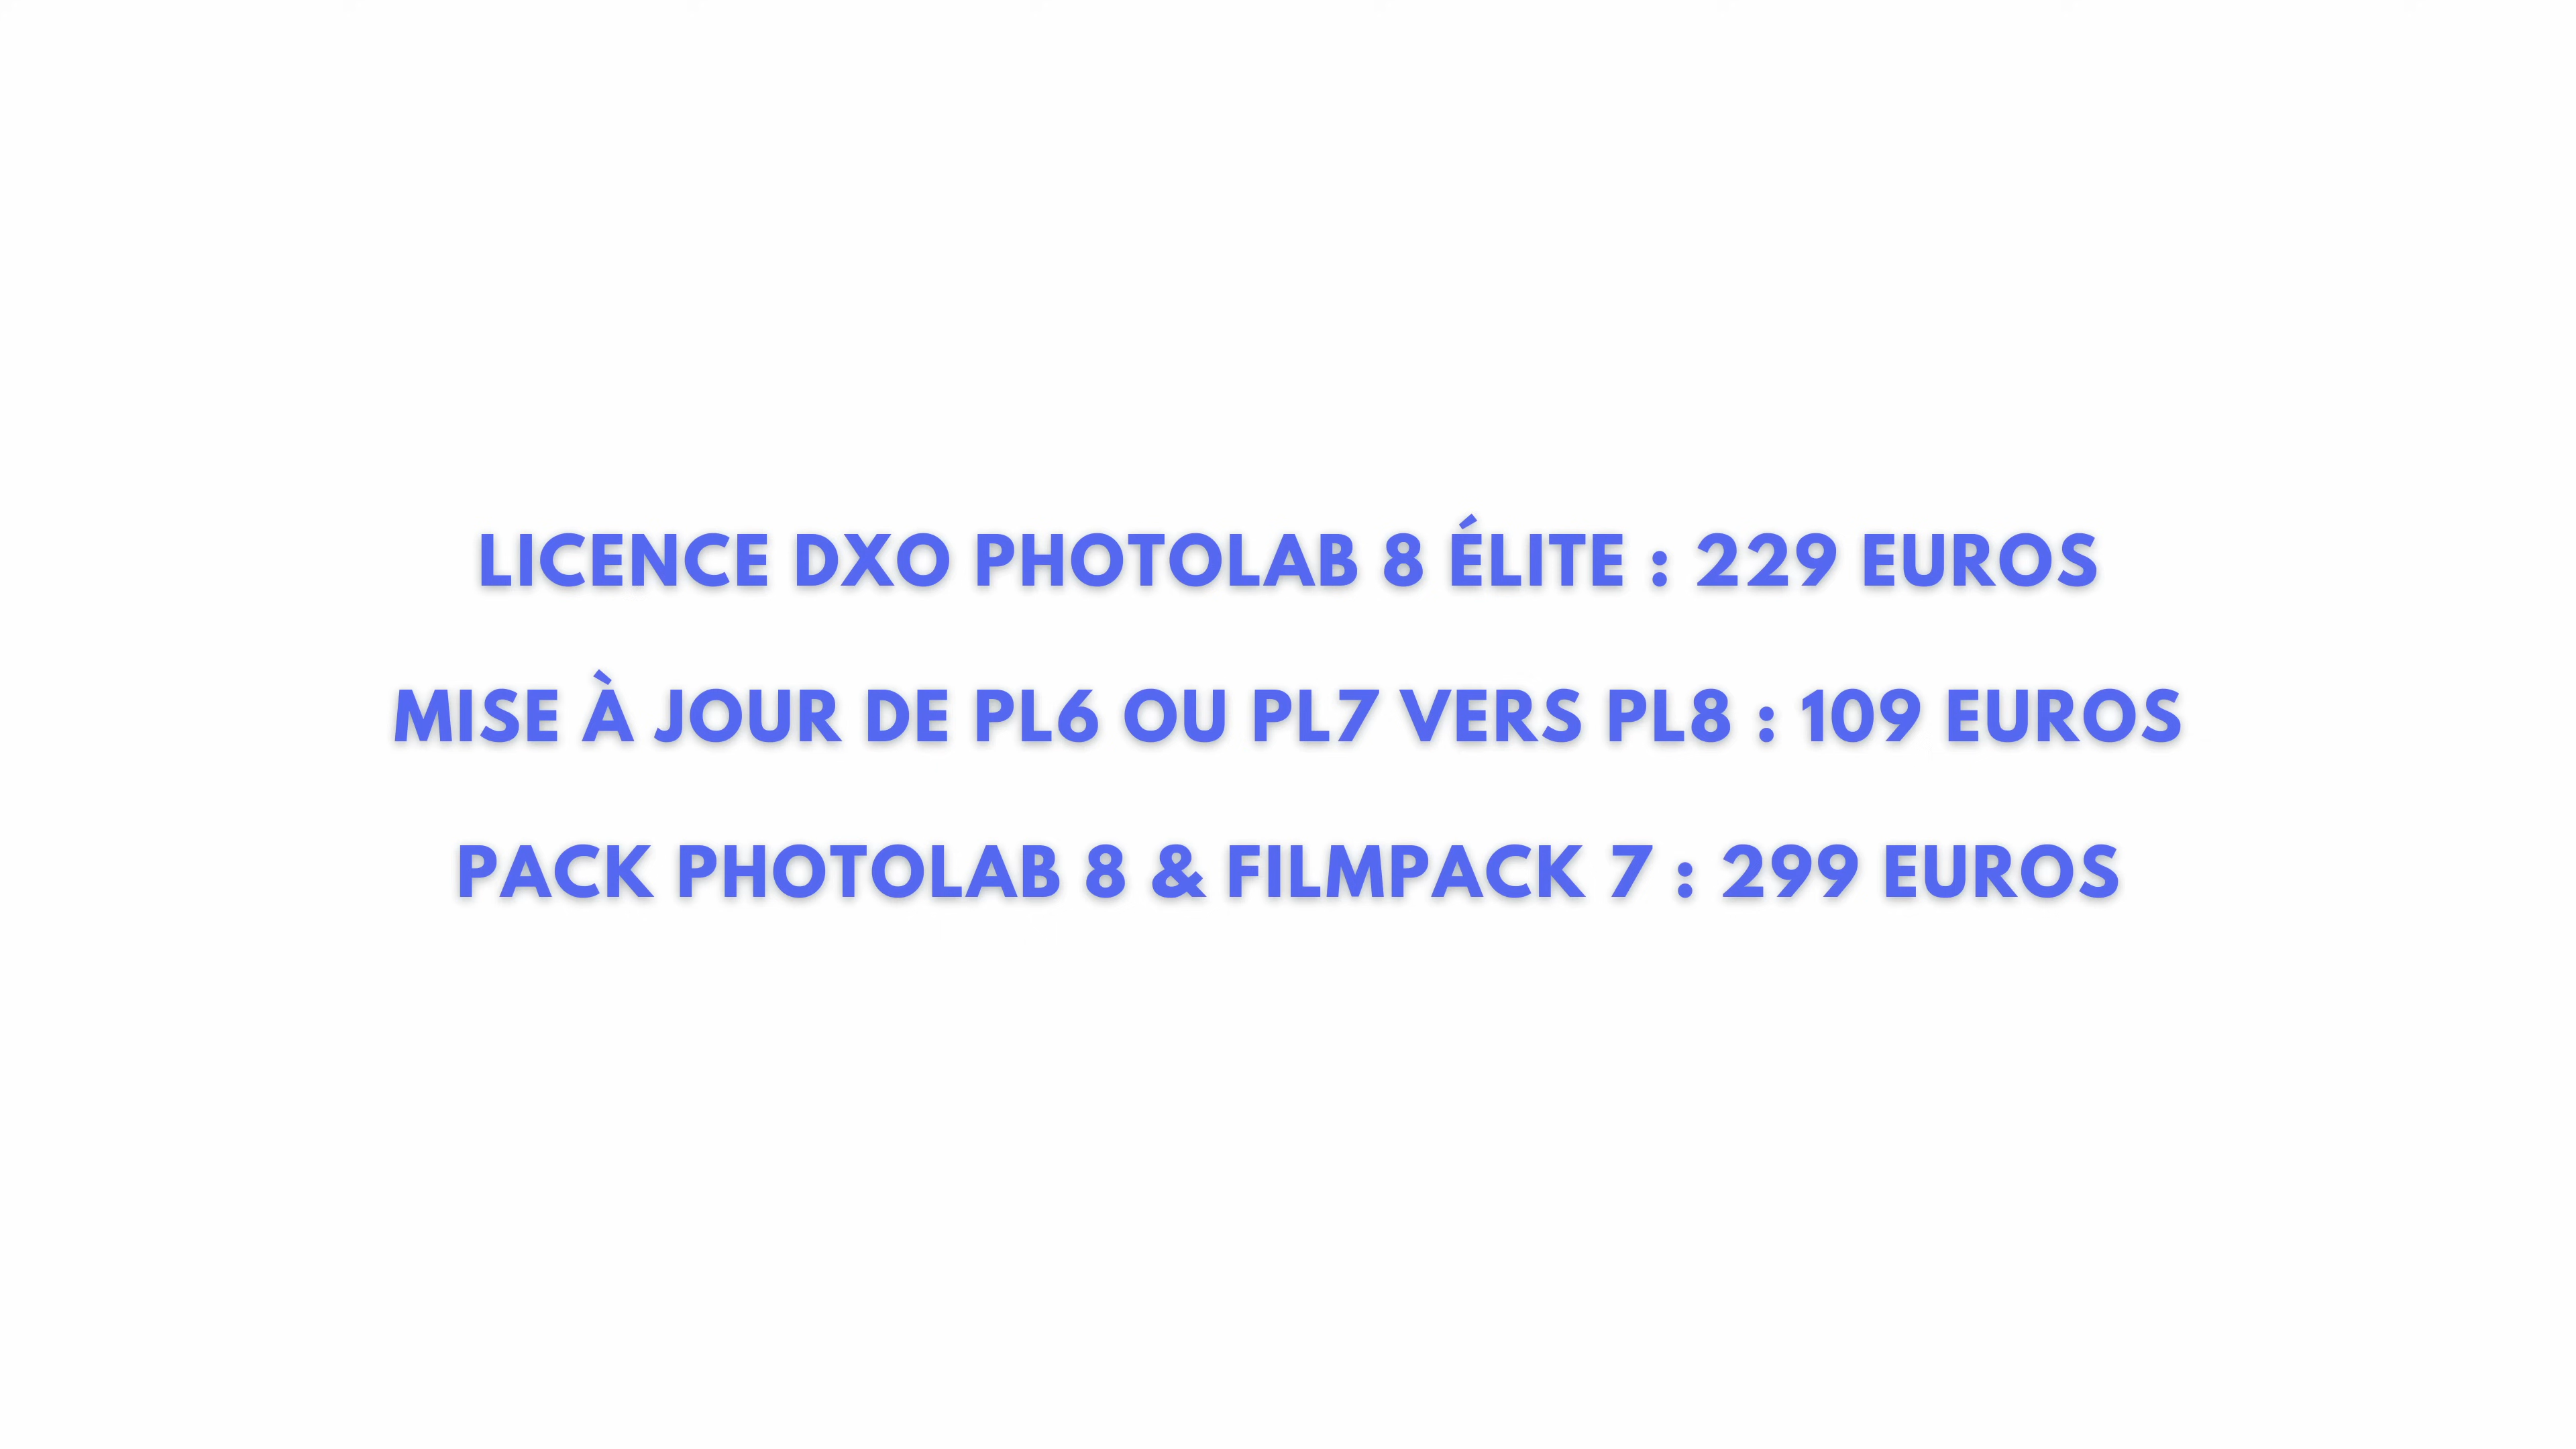 LICENCE DXO PHOTOLAB 8 ÉLITE : 229 EUROS
MISE À JOUR DE PL6 OU PL7 VERS PL8 : 109 EUROS
PACK PHOTOLAB 8 & FILMPACK 7 : 299 EUROS